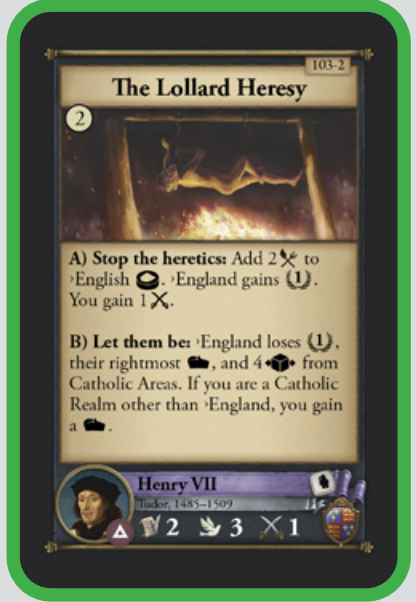 103-2
The Lollard Heresy
2
A) Stop the heretics: Add 2 to
›English . ›England gains (1).
You gain 1 .
B) Let them be: ›England loses (1),
their rightmost , and 4 from
Catholic Areas. If you are a Catholic
Realm other than ›England, you gain
a .
Henry VII
Tudor, 1485–1509
2 3 1